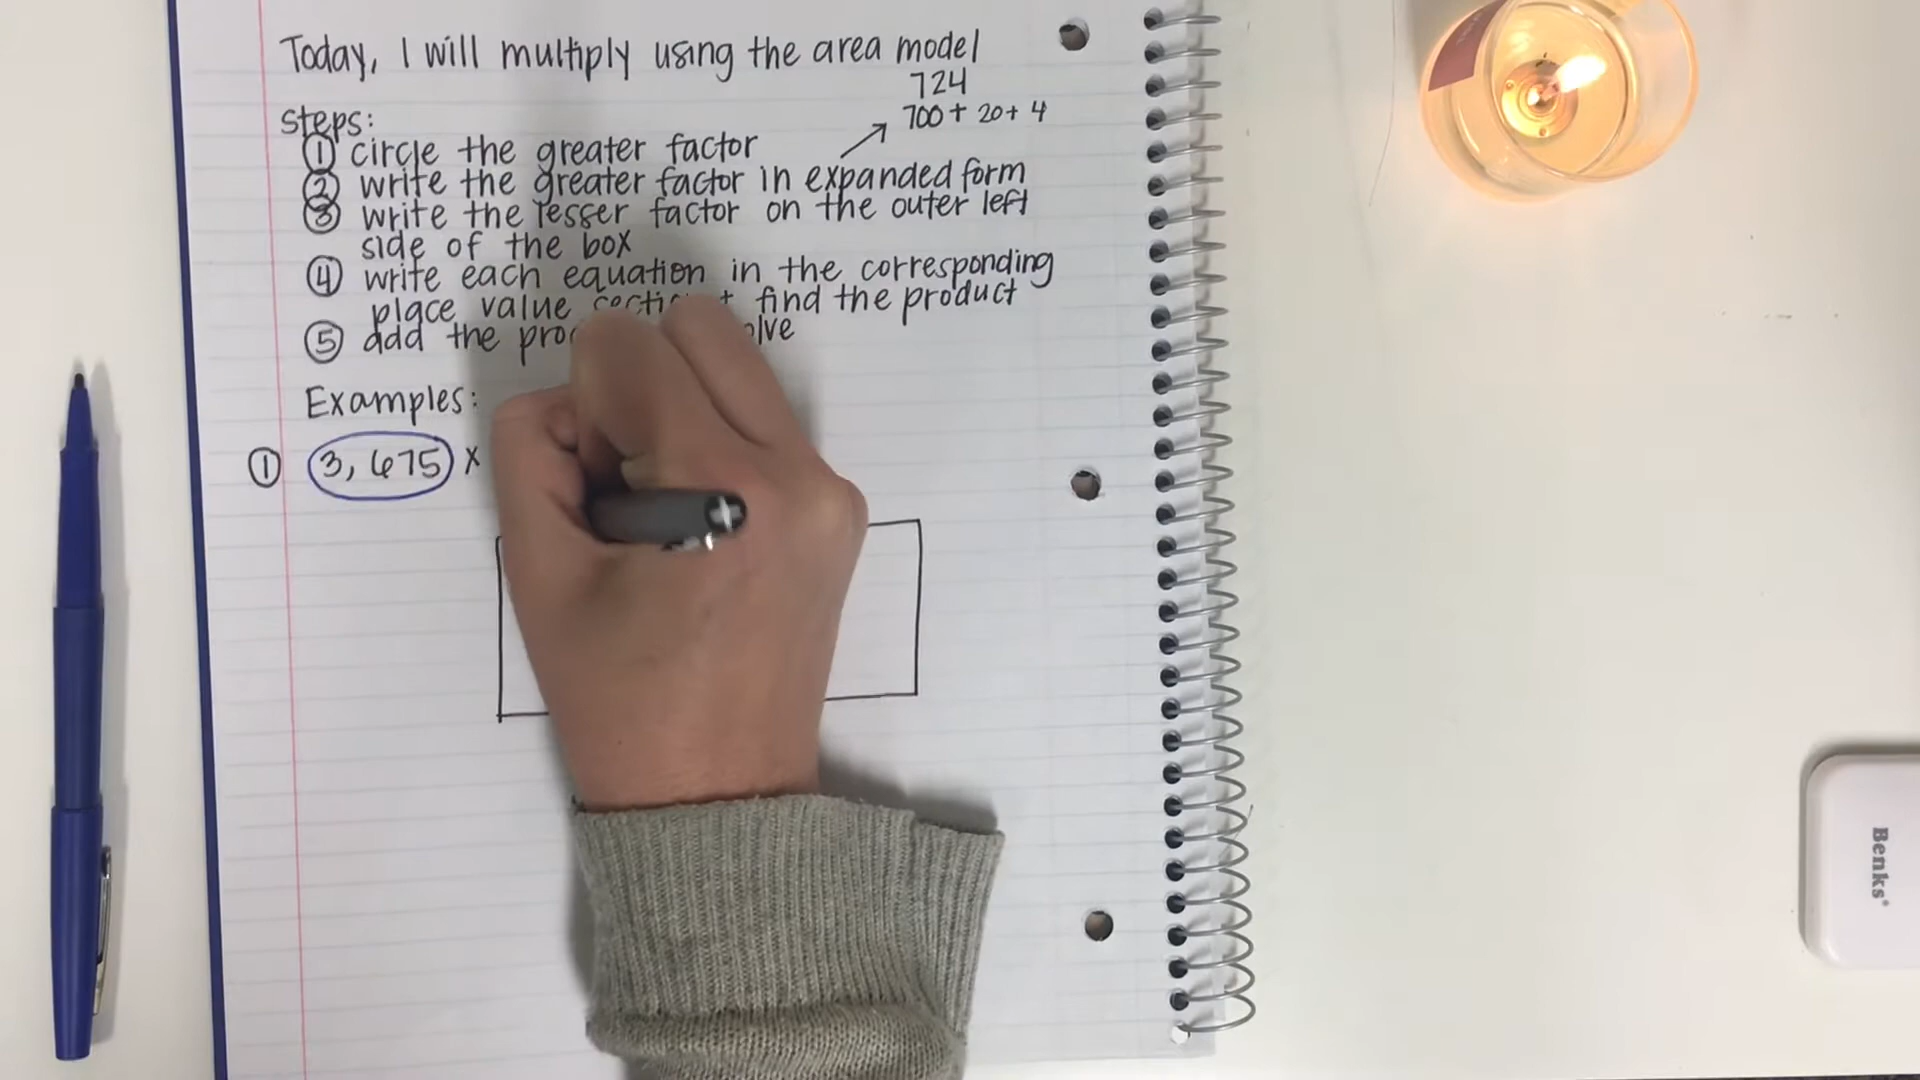 Today, I will multiply using the area model
724
700 + 20 + 4
steps:
① circle the greater factor
② write the greater factor in expanded form
③ write the lesser factor on the outer left
side of the box
④ write each equation in the corresponding
place value find the product
⑤ add the
Examples:
① 3,675 x
Benks®